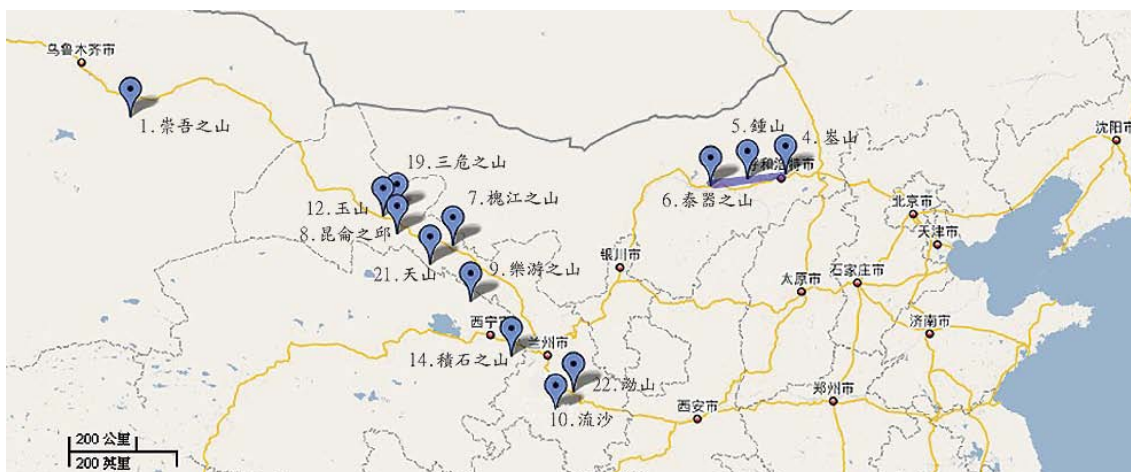 乌鲁木齐市
1.崇吾之山
沈阳市
5.鍾山
4.峚山
呼和浩特市
6.泰器之山
19.三危之山
7.槐江之山
12.玉山
8.昆侖之邱
21.天山
9.樂游之山
北京市
天津市
银川市
太原市
石家庄市
西宁市
兰州市
济南市
14.積石之山
22.泑山
10.流沙
西安市
郑州市
200 公里
200 英里